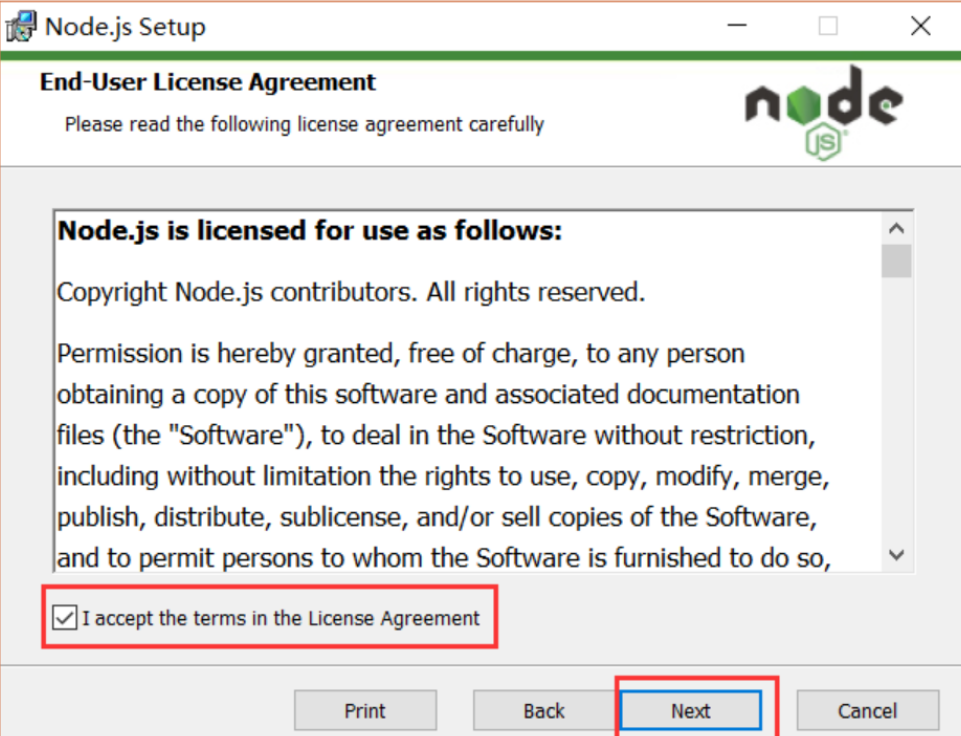 Node.js Setup
End-User License Agreement
Please read the following license agreement carefully
node
JS
Node.js is licensed for use as follows:
Copyright Node.js contributors. All rights reserved.
Permission is hereby granted, free of charge, to any person
obtaining a copy of this software and associated documentation
files (the "Software"), to deal in the Software without restriction,
including without limitation the rights to use, copy, modify, merge,
publish, distribute, sublicense, and/or sell copies of the Software,
and to permit persons to whom the Software is furnished to do so,
I accept the terms in the License Agreement
Print Back Next Cancel